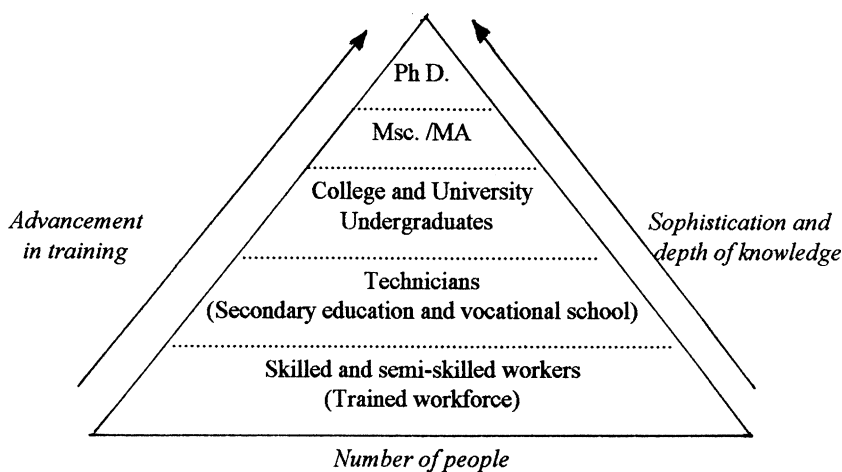 Ph D.
Msc. /MA
College and University
Undergraduates
Advancement
in training
Sophistication and
depth of knowledge
Technicians
(Secondary education and vocational school)
Skilled and semi-skilled workers
(Trained workforce)
Number of people